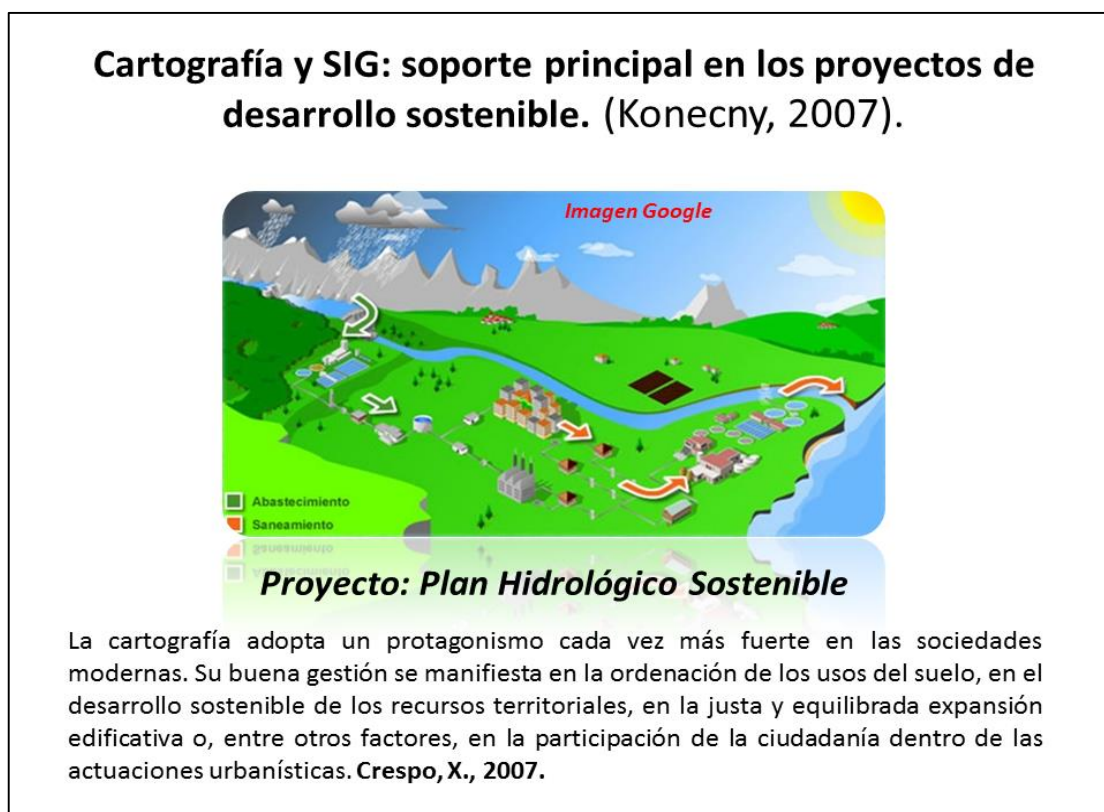 Cartografía y SIG: soporte principal en los proyectos de
desarrollo sostenible. (Konecny, 2007).
Imagen Google
Abastecimiento
Saneamiento
Proyecto: Plan Hidrológico Sostenible
La cartografía adopta un protagonismo cada vez más fuerte en las sociedades
modernas. Su buena gestión se manifiesta en la ordenación de los usos del suelo, en el
desarrollo sostenible de los recursos territoriales, en la justa y equilibrada expansión
edificativa o, entre otros factores, en la participación de la ciudadanía dentro de las
actuaciones urbanísticas. Crespo, X., 2007.